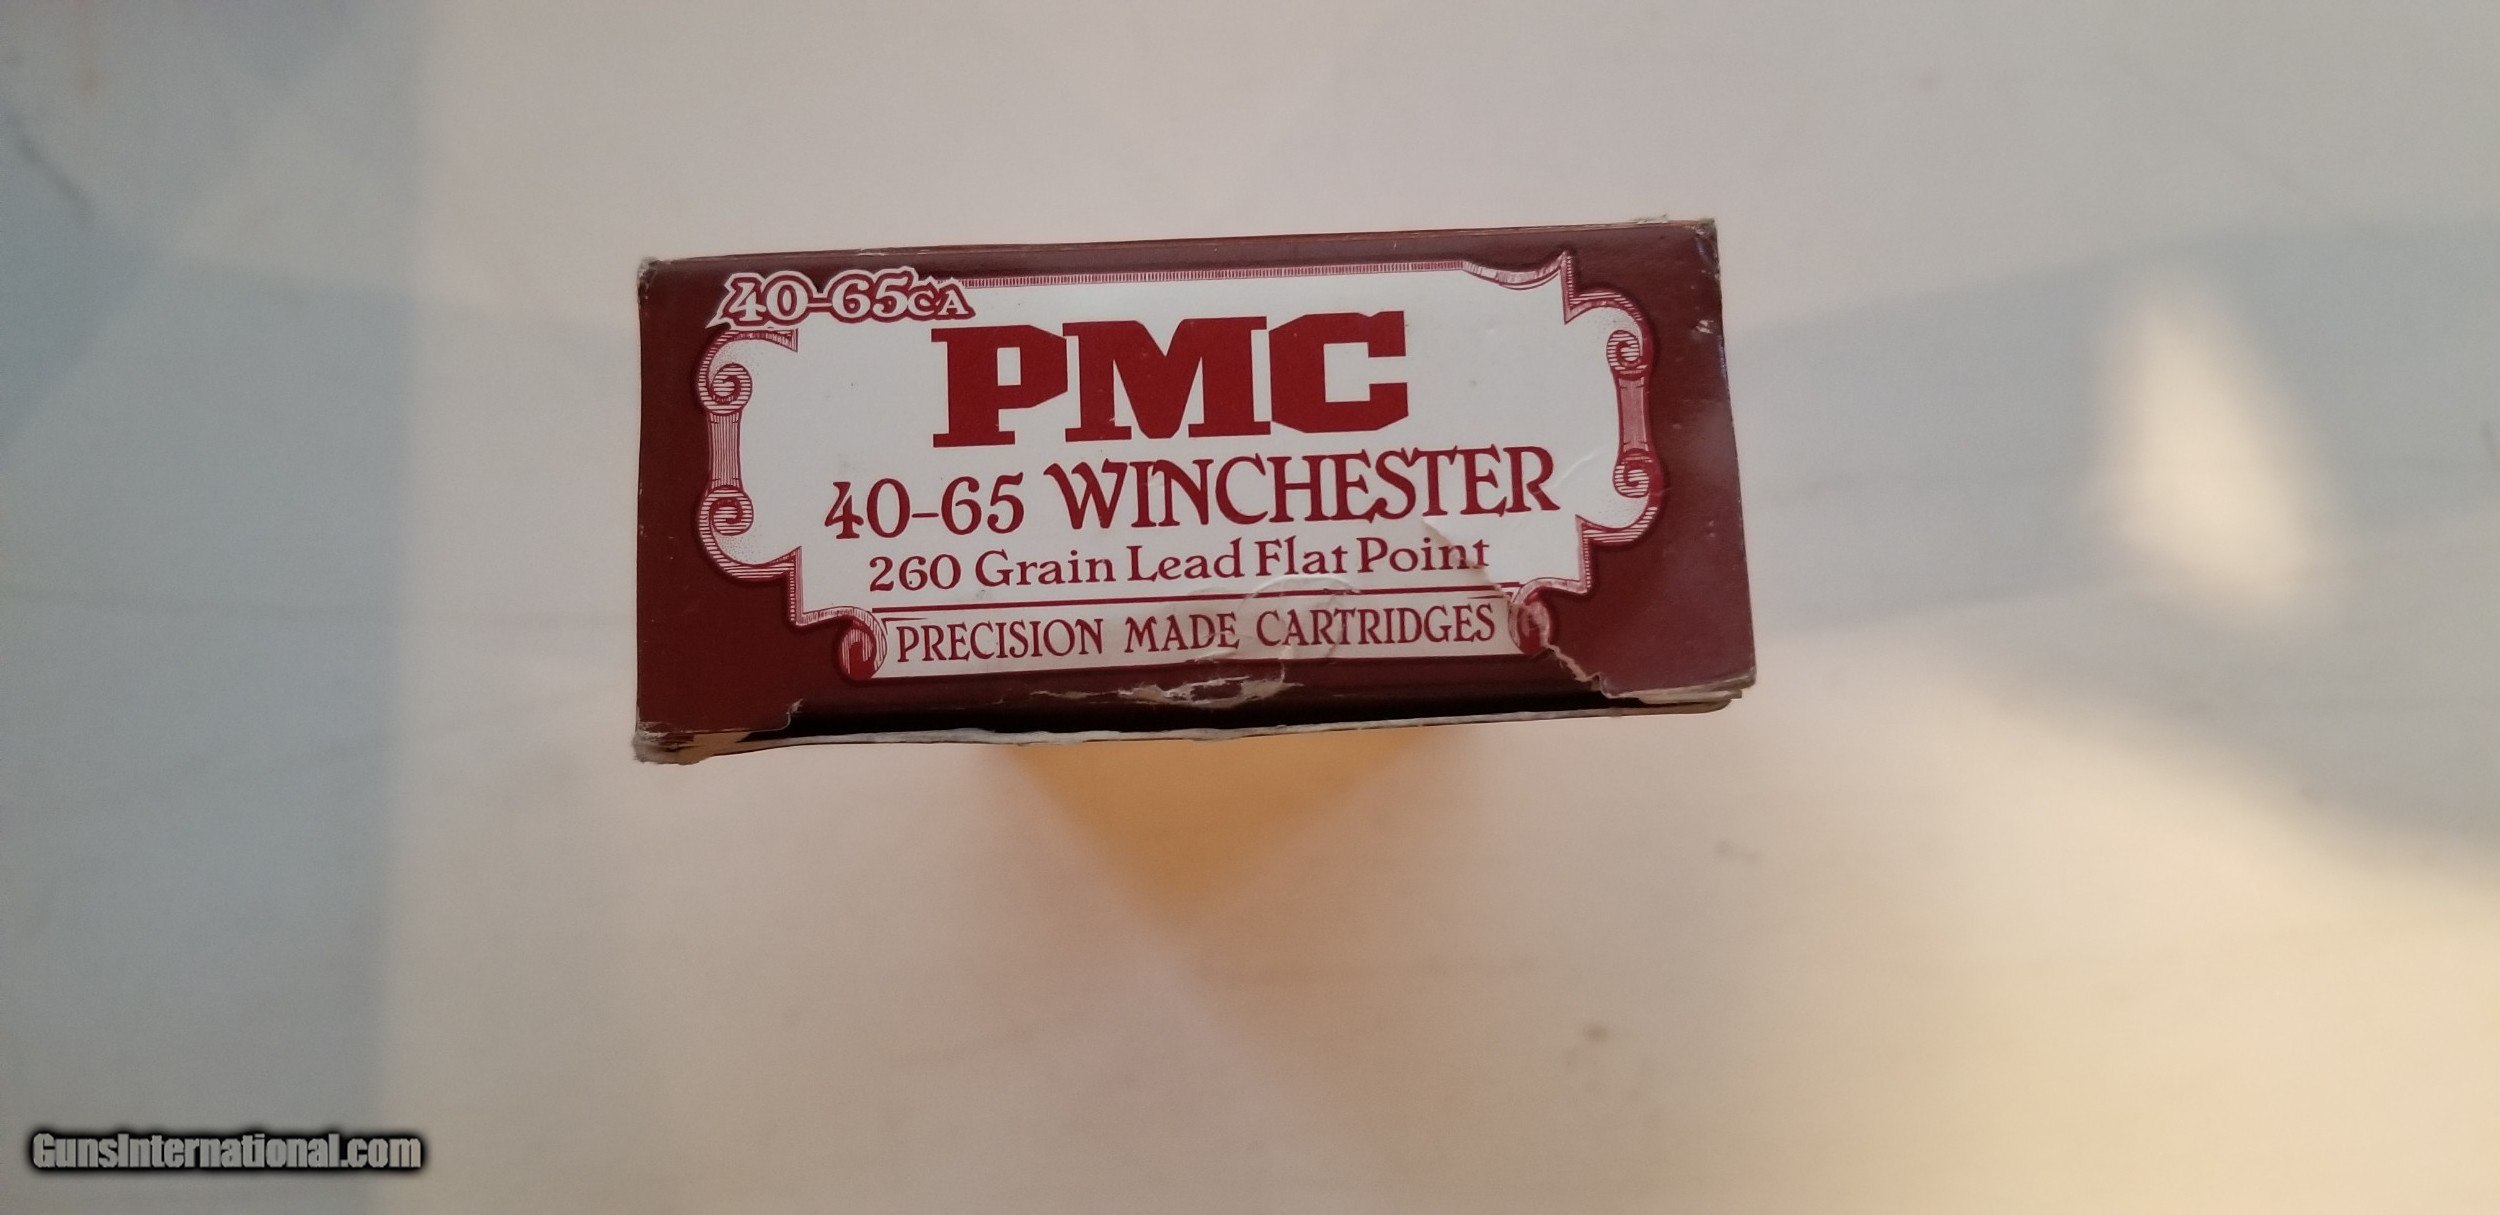 40-65CA
PMC
40-65 WINCHESTER
260 Grain Lead Flat Point
PRECISION MADE CARTRIDGES
GunsInternational.com